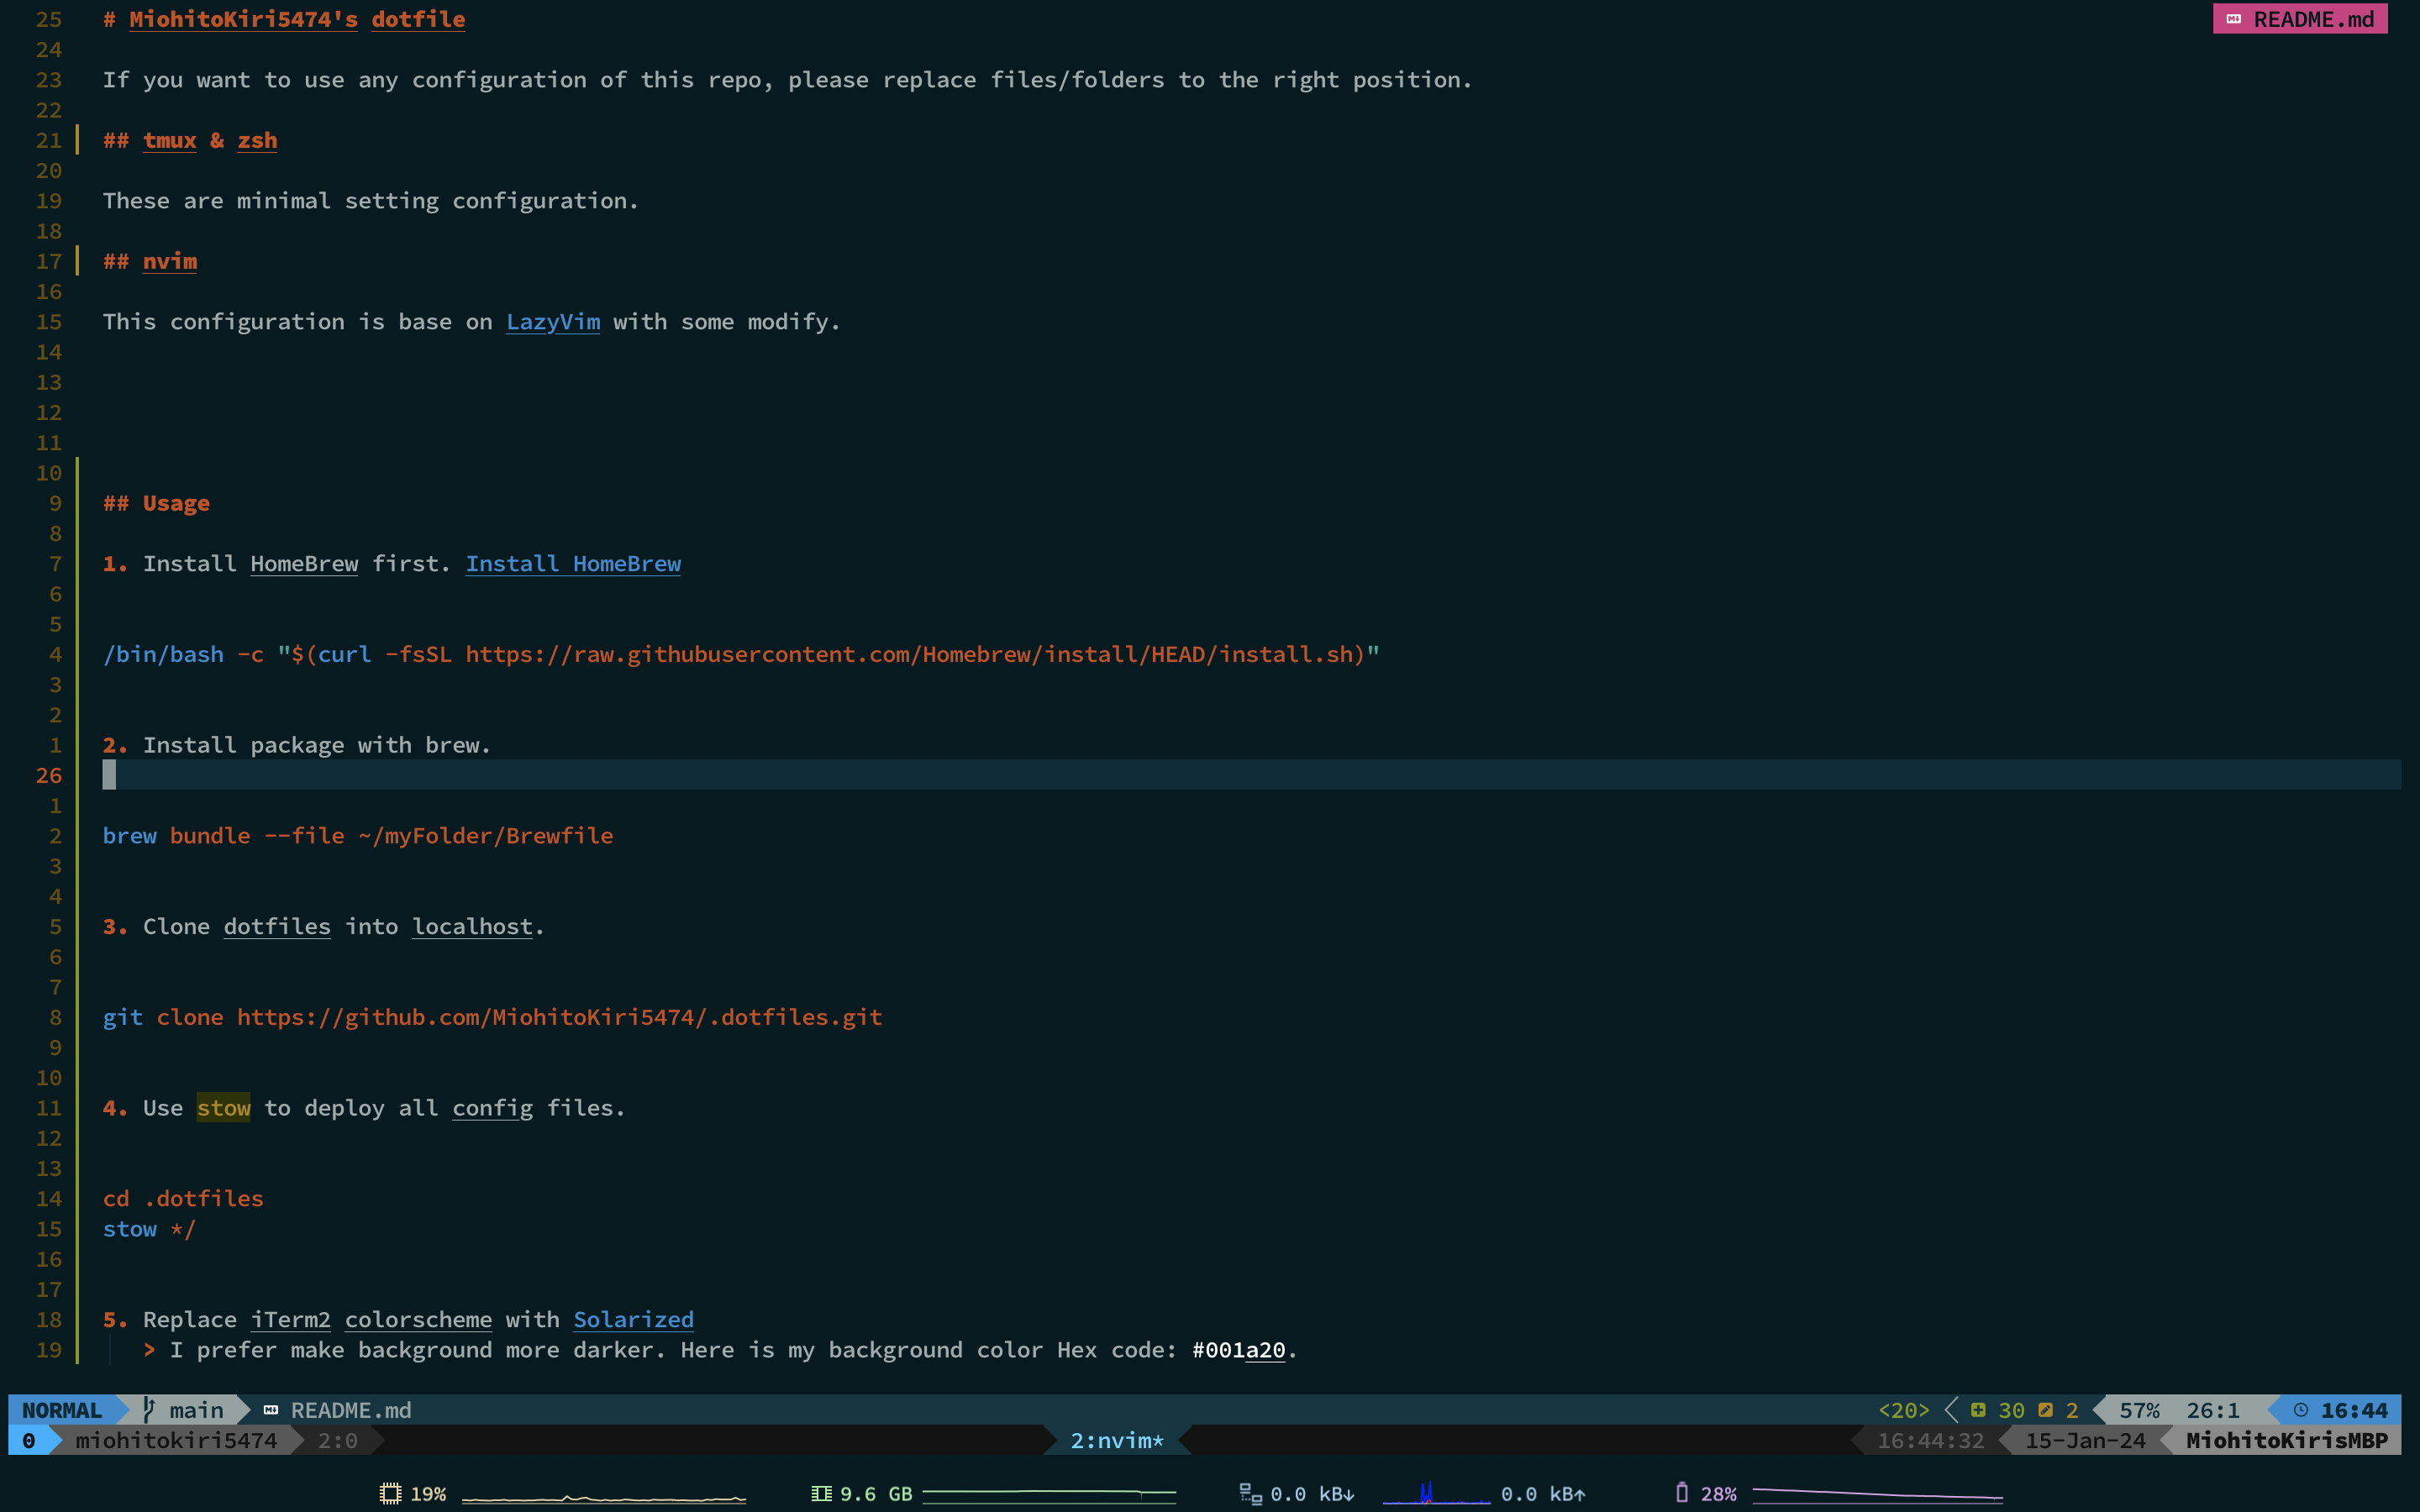 25 # MiohitoKiri5474's dotfile README.md
24
23 If you want to use any configuration of this repo, please replace files/folders to the right position.
22
21 ## tmux & zsh
20
19 These are minimal setting configuration.
18
17 ## nvim
16
15 This configuration is base on LazyVim with some modify.
14
13
12
11
10
9 ## Usage
8
7 1. Install HomeBrew first. Install HomeBrew
6
5
4 /bin/bash -c "$(curl -fsSL https://raw.githubusercontent.com/Homebrew/install/HEAD/install.sh)"
3
2
1 2. Install package with brew.
26
1
2 brew bundle --file ~/myFolder/Brewfile
3
4
5 3. Clone dotfiles into localhost.
6
7
8 git clone https://github.com/MiohitoKiri5474/.dotfiles.git
9
10
11 4. Use stow to deploy all config files.
12
13
14 cd .dotfiles
15 stow */
16
17
18 5. Replace iTerm2 colorscheme with Solarized
19 > I prefer make background more darker. Here is my background color Hex code: #001a20.
NORMAL main README.md <20> 30 2 57% 26:1 16:44
0 miohitokiri5474 2:0 2:nvim* 16:44:32 15-Jan-24 MiohitoKirisMBP
19% 9.6 GB 0.0 kB↓ 0.0 kB↑ 28%